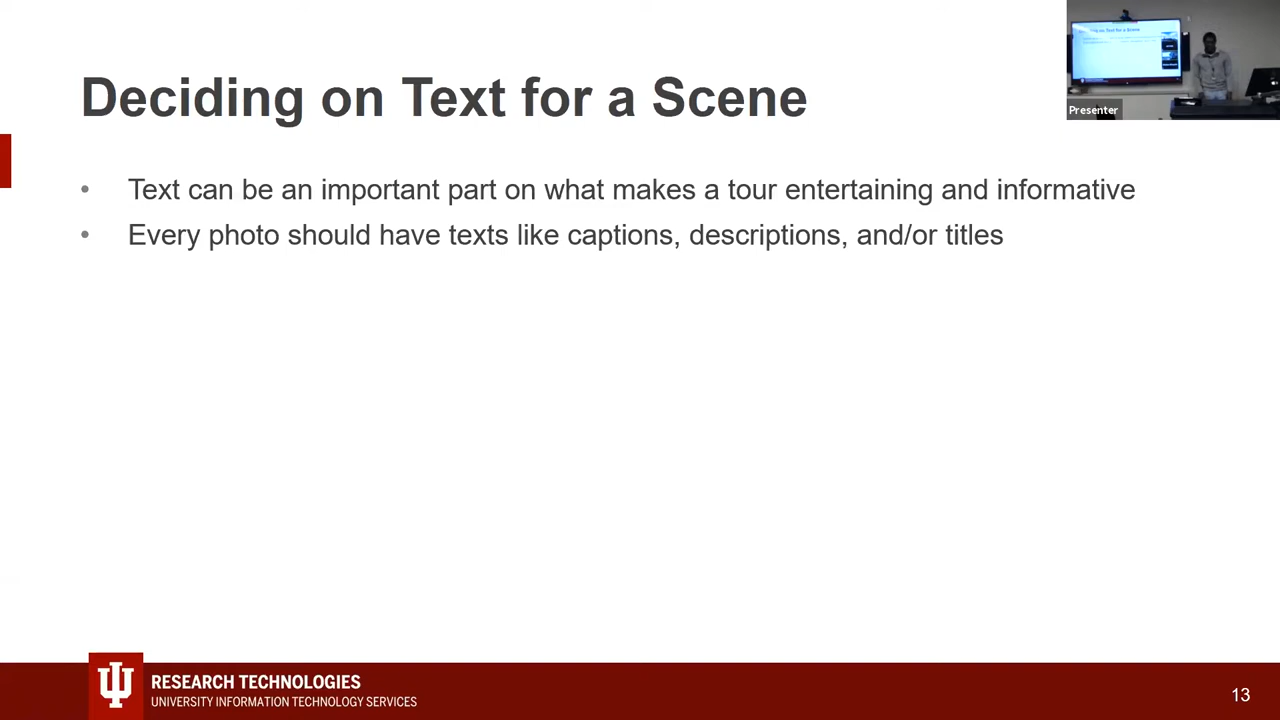 Deciding on Text for a Scene
Presenter
• Text can be an important part on what makes a tour entertaining and informative
• Every photo should have texts like captions, descriptions, and/or titles
RESEARCH TECHNOLOGIES
UNIVERSITY INFORMATION TECHNOLOGY SERVICES
13